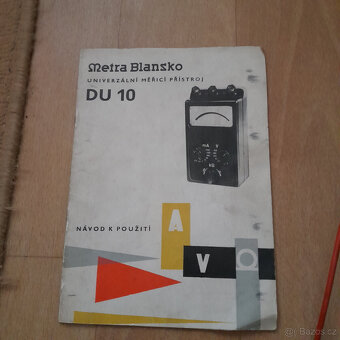 Metra Blansko
UNIVERZÁLNÍ MĚŘICÍ PŘÍSTROJ
DU 10
NÁVOD K POUŽITÍ
A
V
Ω
Bazos.cz